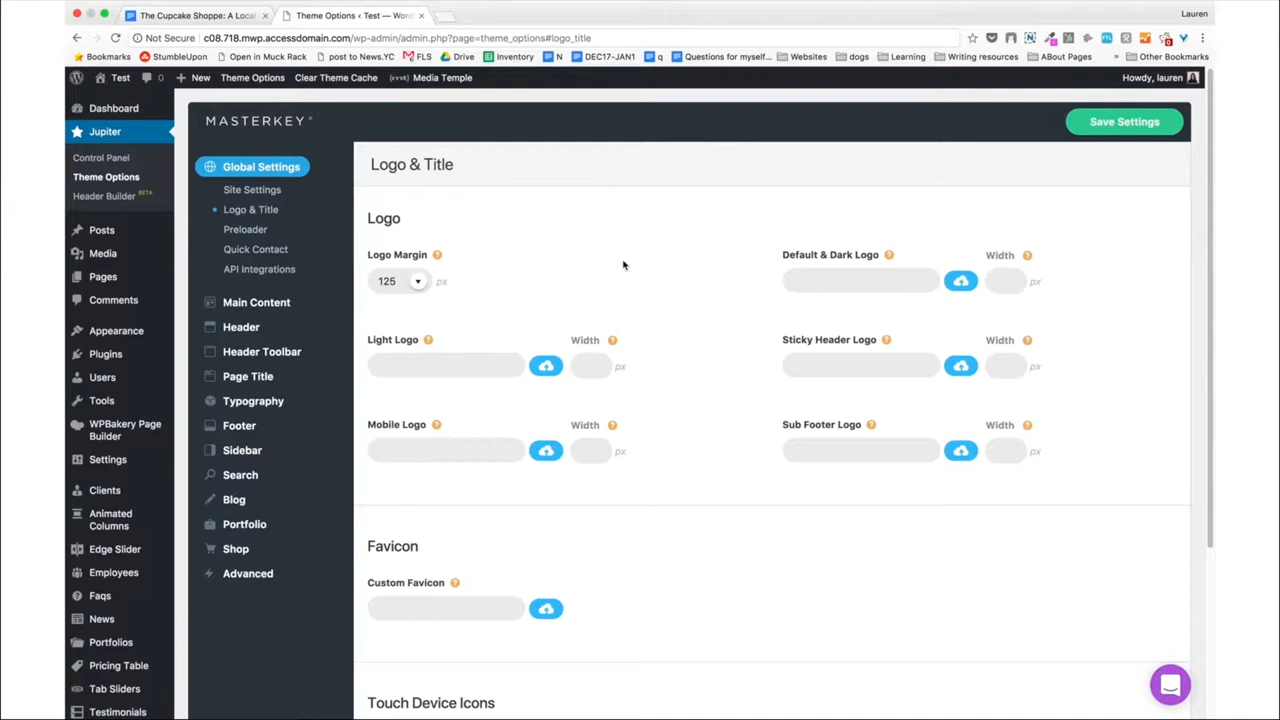 The Cupcake Shoppe: A Local
Theme Options ‹ Test — Word
Lauren
Not Secure c08.718.mwp.accessdomain.com/wp-admin/admin.php?page=theme_options#logo_title
Bookmarks StumbleUpon Open in Muck Rack post to News.YC FLS Drive Inventory N DEC17-JAN1 q Questions for myself... Websites dogs Learning Writing resources ABout Pages » Other Bookmarks
Test 0 + New Theme Options Clear Theme Cache Media Temple Howdy, lauren
Dashboard
Jupiter
Control Panel
Theme Options
Header Builder BETA
Posts
Media
Pages
Comments
Appearance
Plugins
Users
Tools
WPBakery Page
Builder
Settings
Clients
Animated
Columns
Edge Slider
Employees
Faqs
News
Portfolios
Pricing Table
Tab Sliders
Testimonials
MASTERKEY
Save Settings
Global Settings
Site Settings
Logo & Title
Preloader
Quick Contact
API Integrations
Main Content
Header
Header Toolbar
Page Title
Typography
Footer
Sidebar
Search
Blog
Portfolio
Shop
Advanced
Logo & Title
Logo
Logo Margin ?
125 px
Default & Dark Logo ? Width ?
px
Light Logo ? Width ?
px
Sticky Header Logo ? Width ?
px
Mobile Logo ? Width ?
px
Sub Footer Logo ? Width ?
px
Favicon
Custom Favicon ?
Touch Device Icons